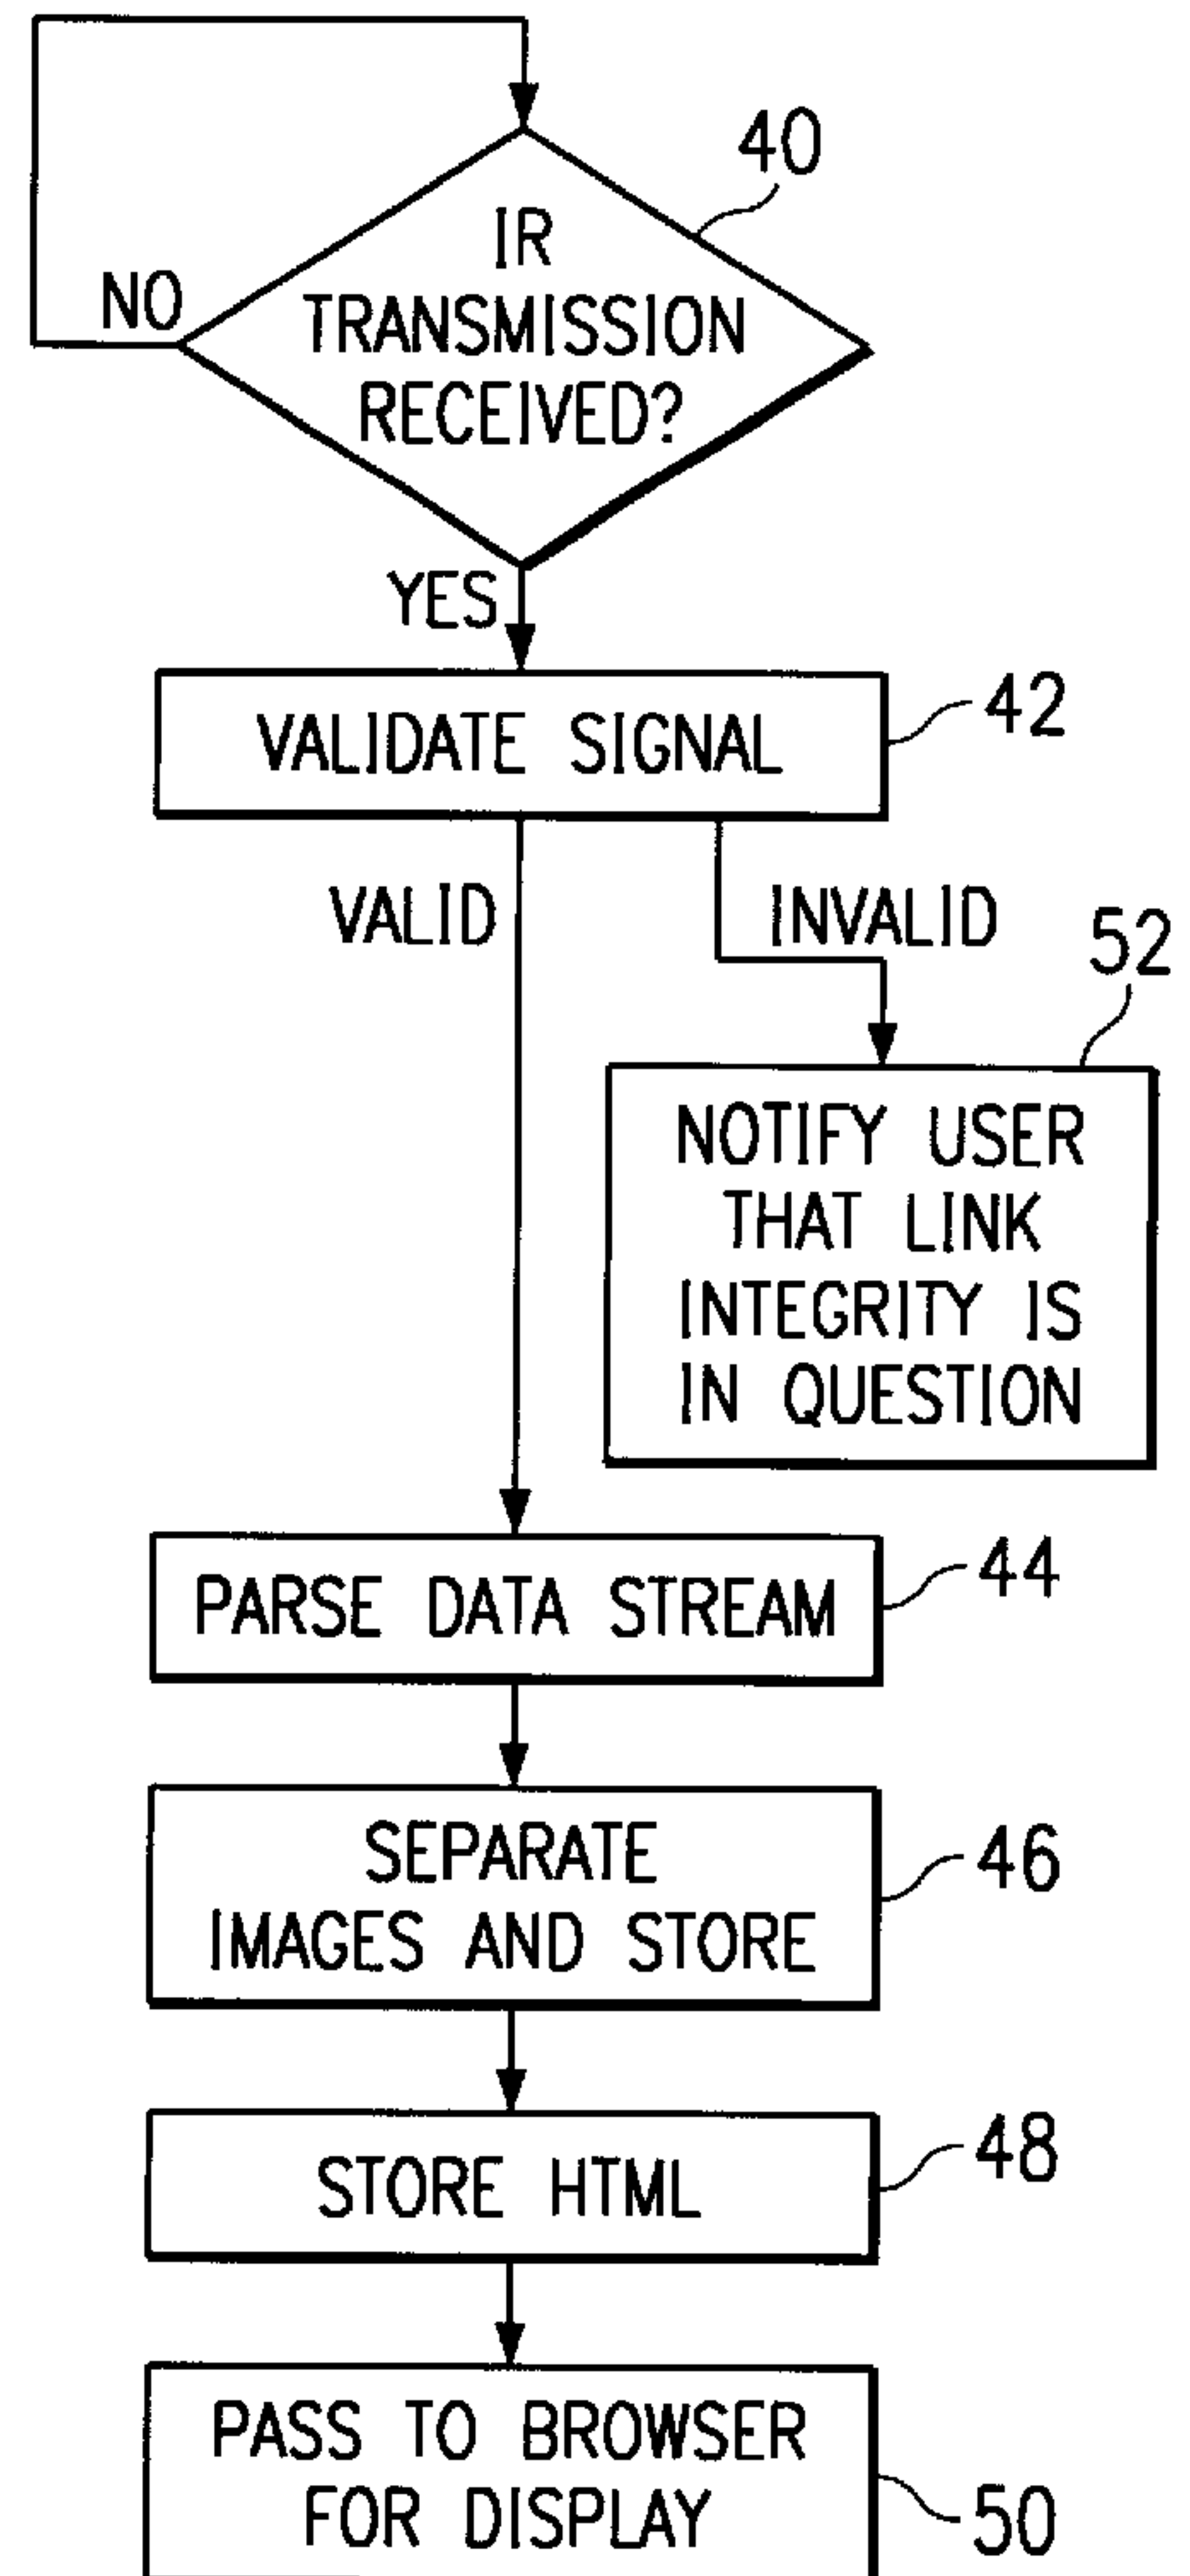 40
IR
TRANSMISSION
RECEIVED?
NO
YES
VALIDATE SIGNAL
42
VALID
INVALID
52
NOTIFY USER
THAT LINK
INTEGRITY IS
IN QUESTION
PARSE DATA STREAM
44
SEPARATE
IMAGES AND STORE
46
STORE HTML
48
PASS TO BROWSER
FOR DISPLAY
50